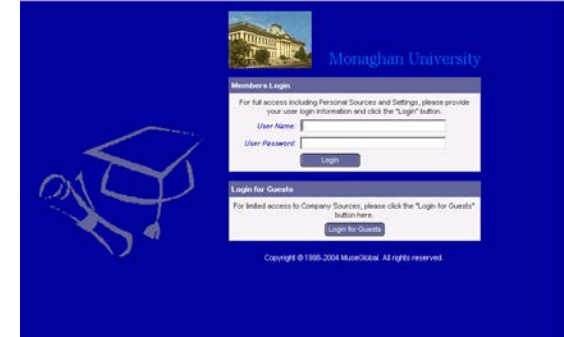 Monaghan University
Members Login
For full access including Personal Sources and Settings, please provide
your user login information and click the "Login" button.
User Name:
User Password:
Login
Login for Guests
For limited access to Company Sources, please click the "Login for Guests"
button here.
Login for Guests
Copyright © 1998-2004 MuseGlobal. All rights reserved.